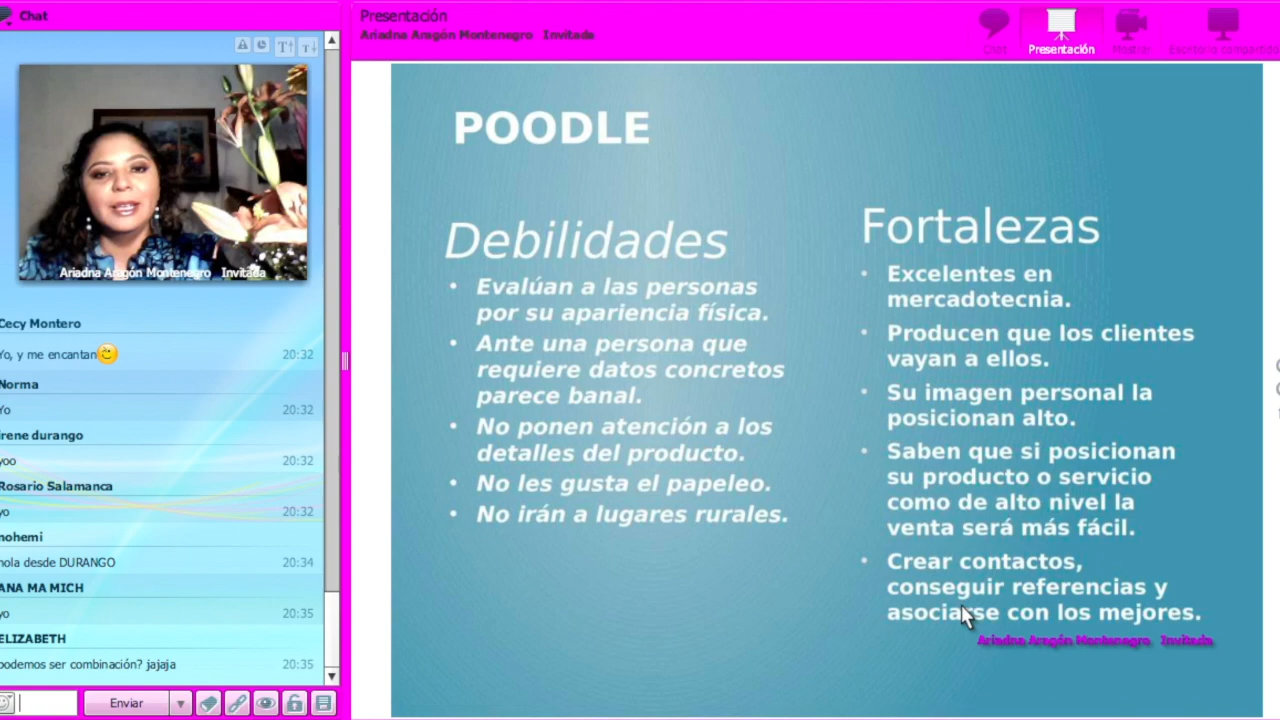 Chat
Ariadna Aragón Montenegro Invitada
Cecy Montero
Yo, y me encantan
20:32
Norma
Yo
20:32
irene durango
yoo
20:32
Rosario Salamanca
yo
20:32
nohemi
hola desde DURANGO
20:34
ANA MA MICH
yo
20:35
ELIZABETH
podemos ser combinación? jajaja
20:35
Enviar
Presentación
Ariadna Aragón Montenegro Invitada
Chat
Presentación
Mostrar
Escritorio compartido
POODLE
Debilidades
• Evalúan a las personas
por su apariencia física.
• Ante una persona que
requiere datos concretos
parece banal.
• No ponen atención a los
detalles del producto.
• No les gusta el papeleo.
• No irán a lugares rurales.
Fortalezas
• Excelentes en
mercadotecnia.
• Producen que los clientes
vayan a ellos.
• Su imagen personal la
posicionan alto.
• Saben que si posicionan
su producto o servicio
como de alto nivel la
venta será más fácil.
• Crear contactos,
conseguir referencias y
asociarse con los mejores.
Ariadna Aragón Montenegro Invitada